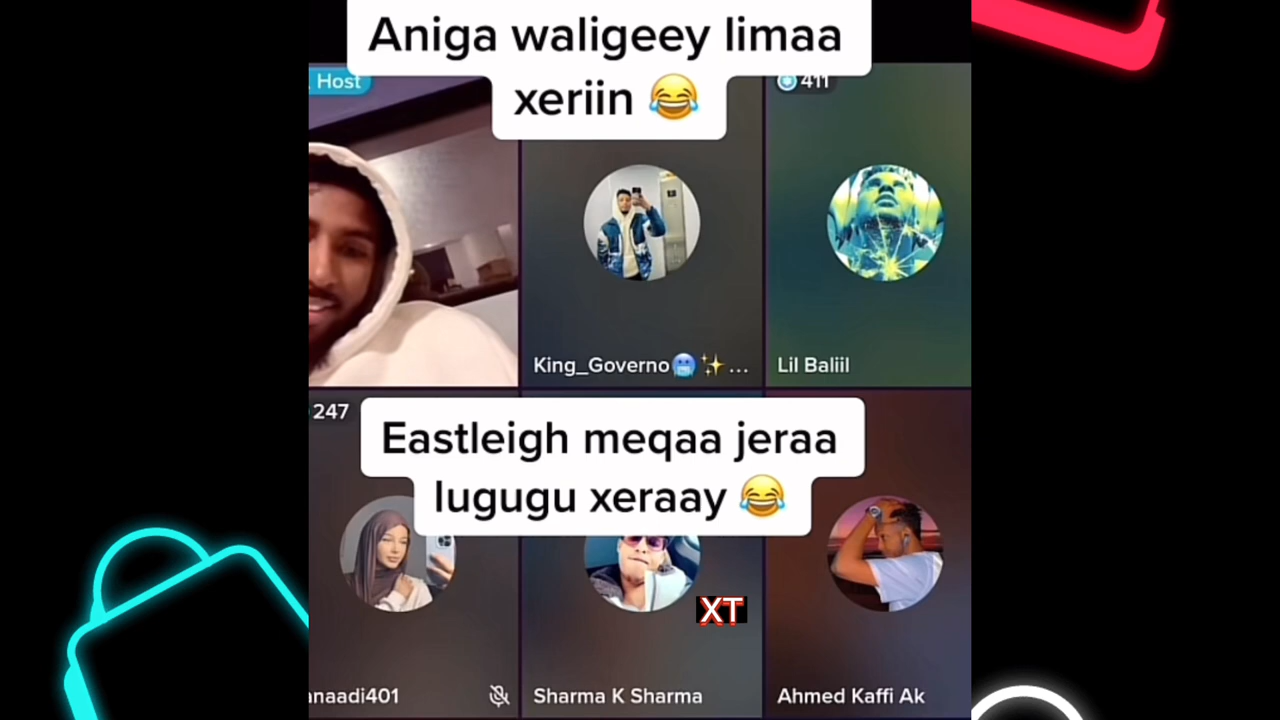 Aniga waligeey limaa
xeriin 😂
Host
411
King_Governo🥶✨...
Lil Baliil
247
Eastleigh meqaa jeraa
lugugu xeraay 😂
XT
anaadi401
Sharma K Sharma
Ahmed Kaffi Ak